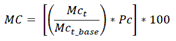 MC = [(Mc_t / Mc_t_base) * Pc] * 100